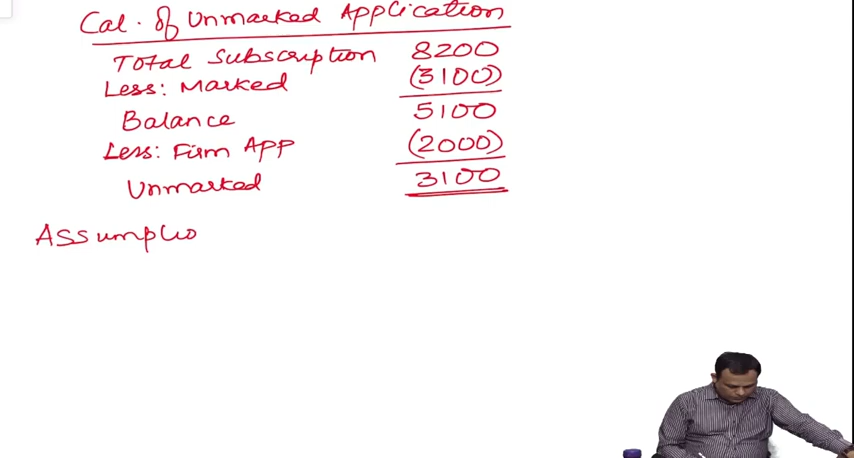 Cal. of Unmarked Application
Total Subscription 8200
Less: Marked (3100)
Balance 5100
Less: Firm App (2000)
Unmarked 3100
Assumptio